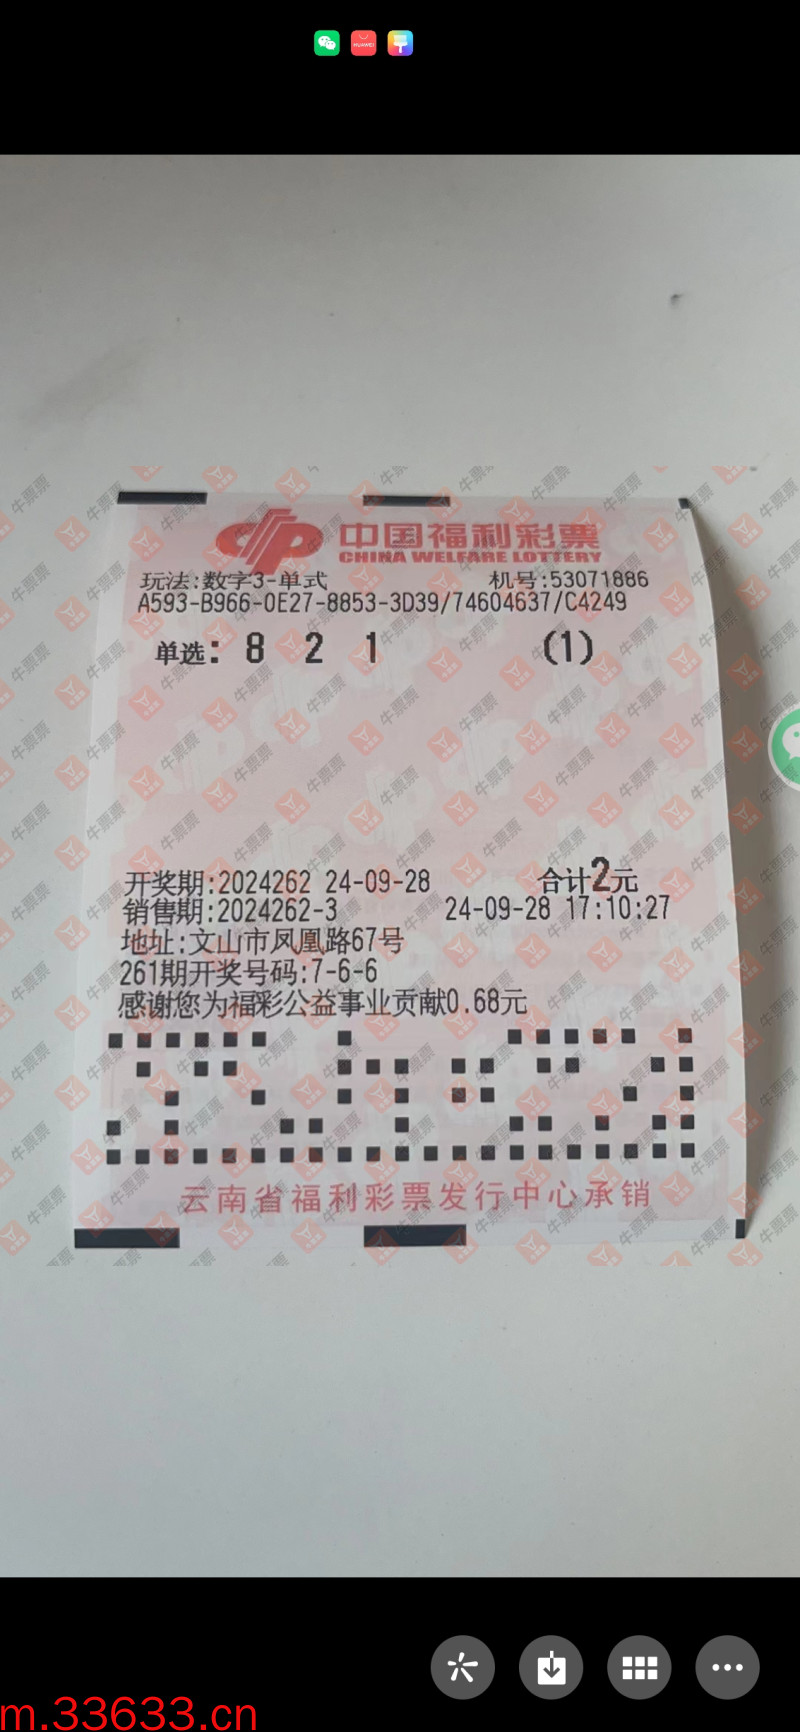 HUAWEI
中国福利彩票
CHINA WELFARE LOTTERY
玩法:数字3-单式 机号:53071886
A593-B966-0E27-8853-3D39/74604637/C4249
单选: 8 2 1 (1)
开奖期:2024262 24-09-28 合计2元
销售期:2024262-3 24-09-28 17:10:27
地址:文山市凤凰路67号
261期开奖号码:7-6-6
感谢您为福彩公益事业贡献0.68元
云南省福利彩票发行中心承销
牛票票
m.33633.cn